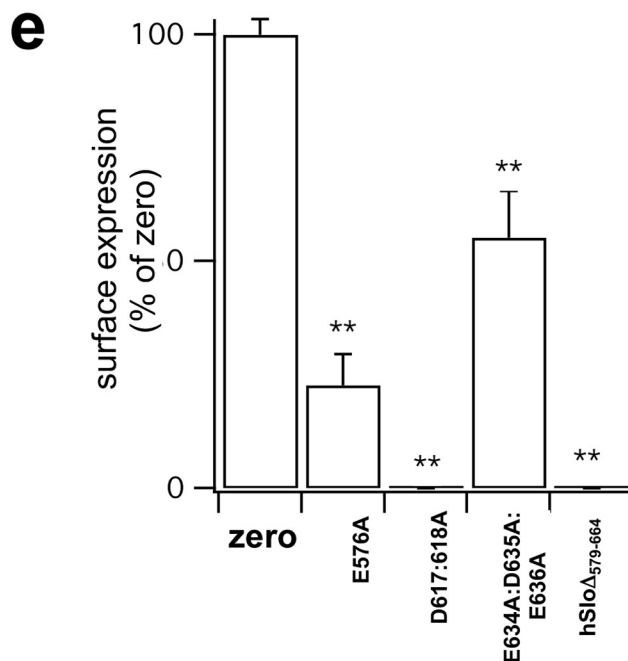 e
100
surface expression
(% of zero)
0
0
**
**
**
**
zero
E576A
D617:618A
E634A:D635A:
E636A
hSloΔ579-664